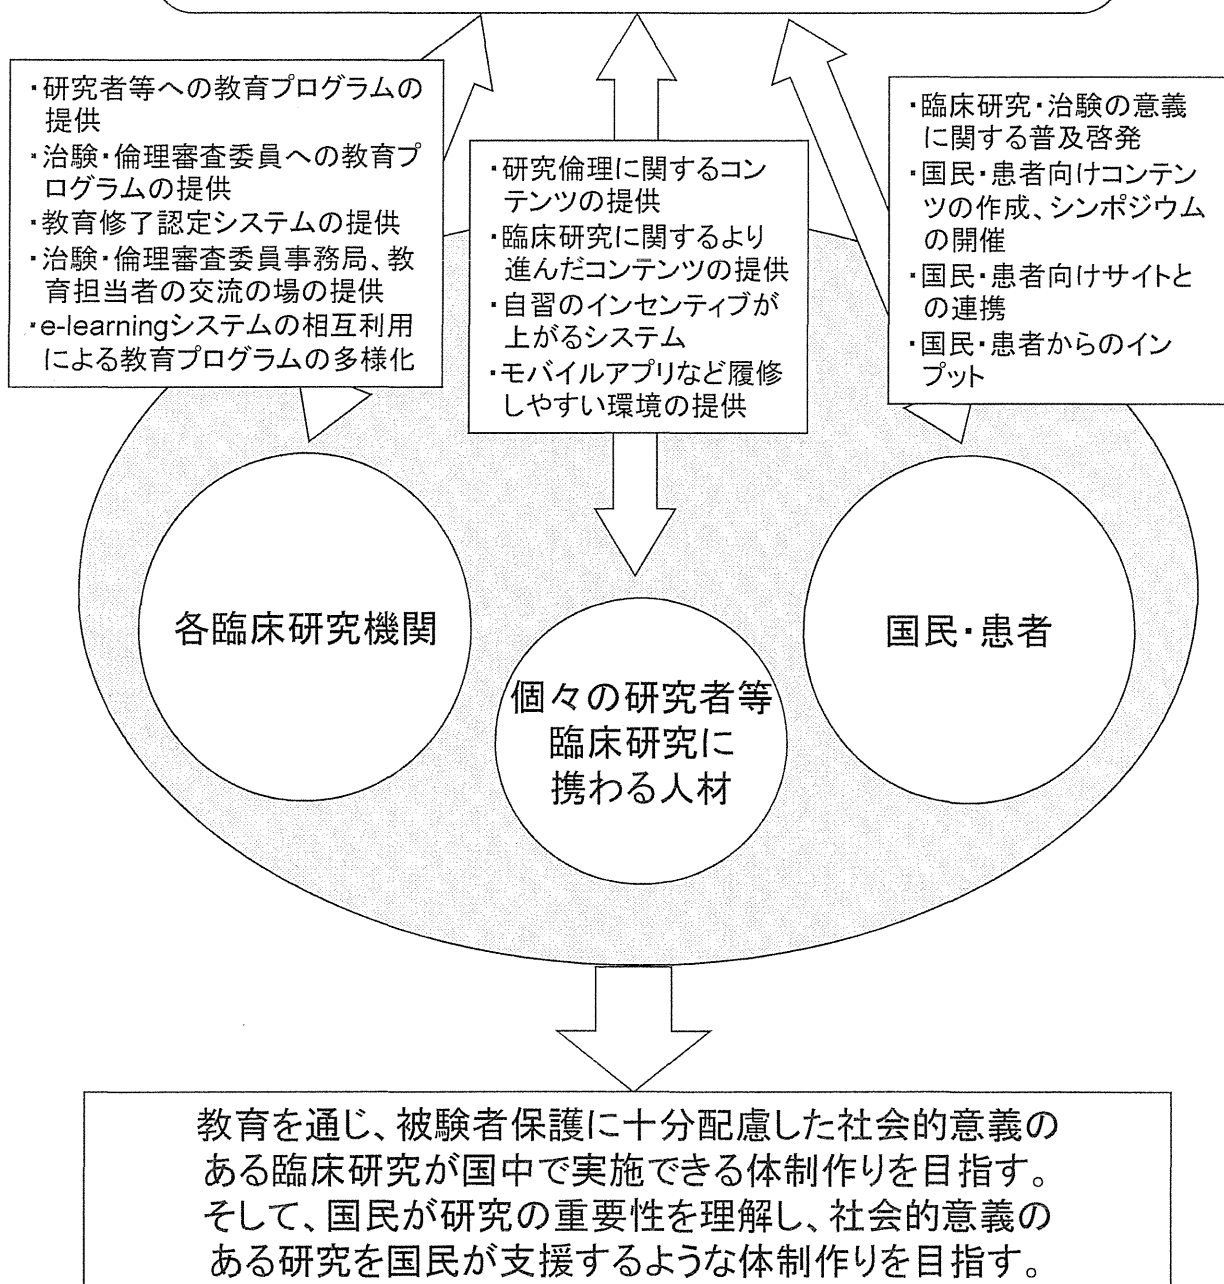 ・研究者等への教育プログラムの
提供
・治験・倫理審査委員への教育プ
ログラムの提供
・教育修了認定システムの提供
・治験・倫理審査委員事務局、教
育担当者の交流の場の提供
・e-learningシステムの相互利用
による教育プログラムの多様化
・研究倫理に関するコン
テンツの提供
・臨床研究に関するより
進んだコンテンツの提供
・自習のインセンティブが
上がるシステム
・モバイルアプリなど履修
しやすい環境の提供
・臨床研究・治験の意義
に関する普及啓発
・国民・患者向けコンテン
ツの作成、シンポジウム
の開催
・国民・患者向けサイトと
の連携
・国民・患者からのイン
プット
各臨床研究機関
個々の研究者等
臨床研究に
携わる人材
国民・患者
教育を通じ、被験者保護に十分配慮した社会的意義の
ある臨床研究が国中で実施できる体制作りを目指す。
そして、国民が研究の重要性を理解し、社会的意義の
ある研究を国民が支援するような体制作りを目指す。